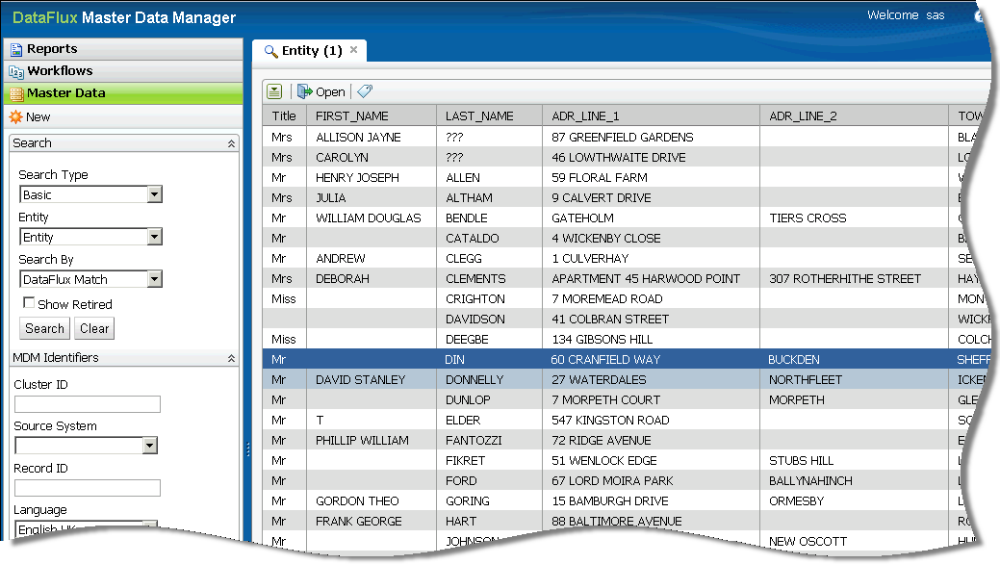 DataFlux Master Data Manager
Welcome sas
Reports
Workflows
Master Data
New
Search
Search Type
Basic
Entity
Entity
Search By
DataFlux Match
Show Retired
Search Clear
MDM Identifiers
Cluster ID
Source System
Record ID
Language
English UK
Entity (1)
Open
Title FIRST_NAME LAST_NAME ADR_LINE_1 ADR_LINE_2 TOW
Mrs ALLISON JAYNE ??? 87 GREENFIELD GARDENS BLA
Mrs CAROLYN ??? 46 LOWTHWAITE DRIVE LO
Mr HENRY JOSEPH ALLEN 59 FLORAL FARM
Mrs JULIA ALTHAM 9 CALVERT DRIVE
Mr WILLIAM DOUGLAS BENDLE GATEHOLM TIERS CROSS
Mr CATALDO 4 WICKENBY CLOSE
Mr ANDREW CLEGG 1 CULVERHAY SE
Mrs DEBORAH CLEMENTS APARTMENT 45 HARWOOD POINT 307 ROTHERHITHE STREET HAY
Miss CRIGHTON 7 MOREMEAD ROAD MON
DAVIDSON 41 COLBRAN STREET WICK
Miss DEEGBE 134 GIBSONS HILL COLCH
Mr DIN 60 CRANFIELD WAY BUCKDEN SHEFF
Mr DAVID STANLEY DONNELLY 27 WATERDALES NORTHFLEET ICKEN
Mr DUNLOP 7 MORPETH COURT MORPETH GLE
Mr T ELDER 547 KINGSTON ROAD SO
Mr PHILLIP WILLIAM FANTOZZI 72 RIDGE AVENUE E
Mr FIKRET 51 WENLOCK EDGE STUBS HILL L
Mr FORD 67 LORD MOIRA PARK BALLYNAHINCH
Mr GORDON THEO GORING 15 BAMBURGH DRIVE ORMESBY L
Mr FRANK GEORGE HART 88 BALTIMORE AVENUE RO
Mr JOHNSON NEW OSCOTT HU